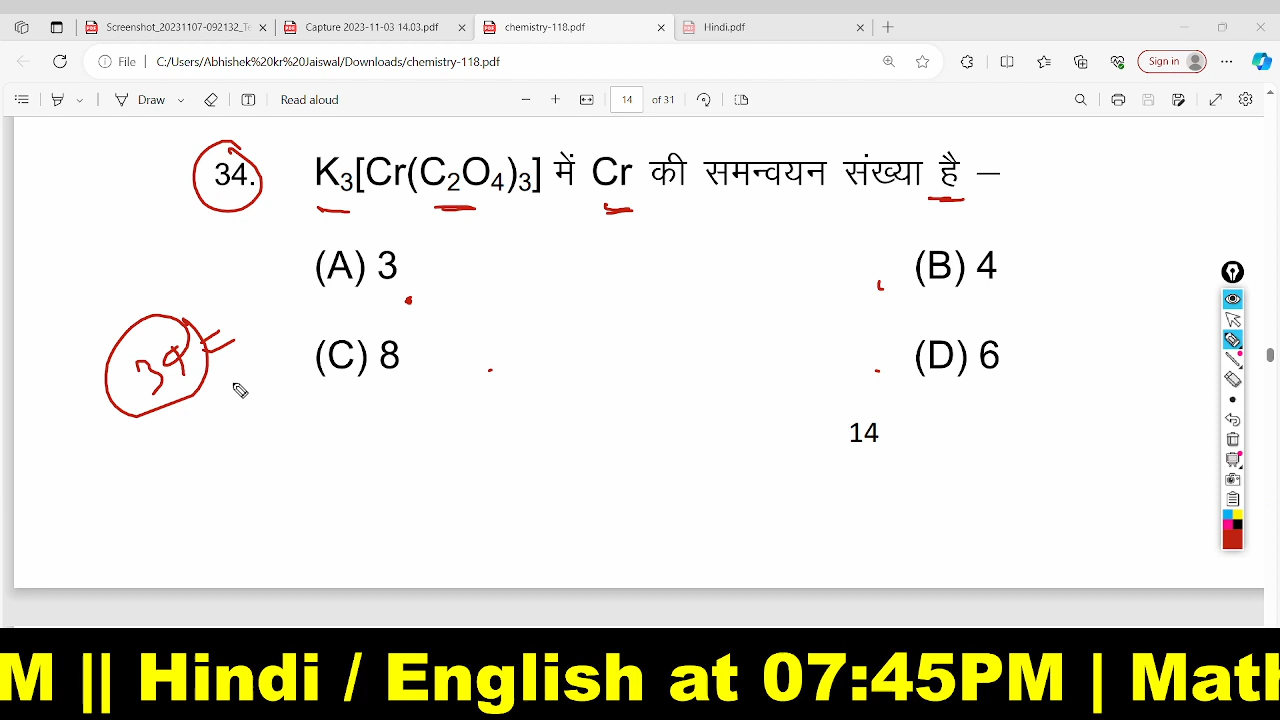 Screenshot_20231107-092132_Te
Capture 2023-11-03 14.03.pdf
chemistry-118.pdf
Hindi.pdf
File
C:/Users/Abhishek%20kr%20Jaiswal/Downloads/chemistry-118.pdf
Sign in
Draw
Read aloud
14 of 31
34. K₃[Cr(C₂O₄)₃] में Cr की समन्वयन संख्या है –
(A) 3
(B) 4
(C) 8
(D) 6
14
M || Hindi / English at 07:45PM | Math